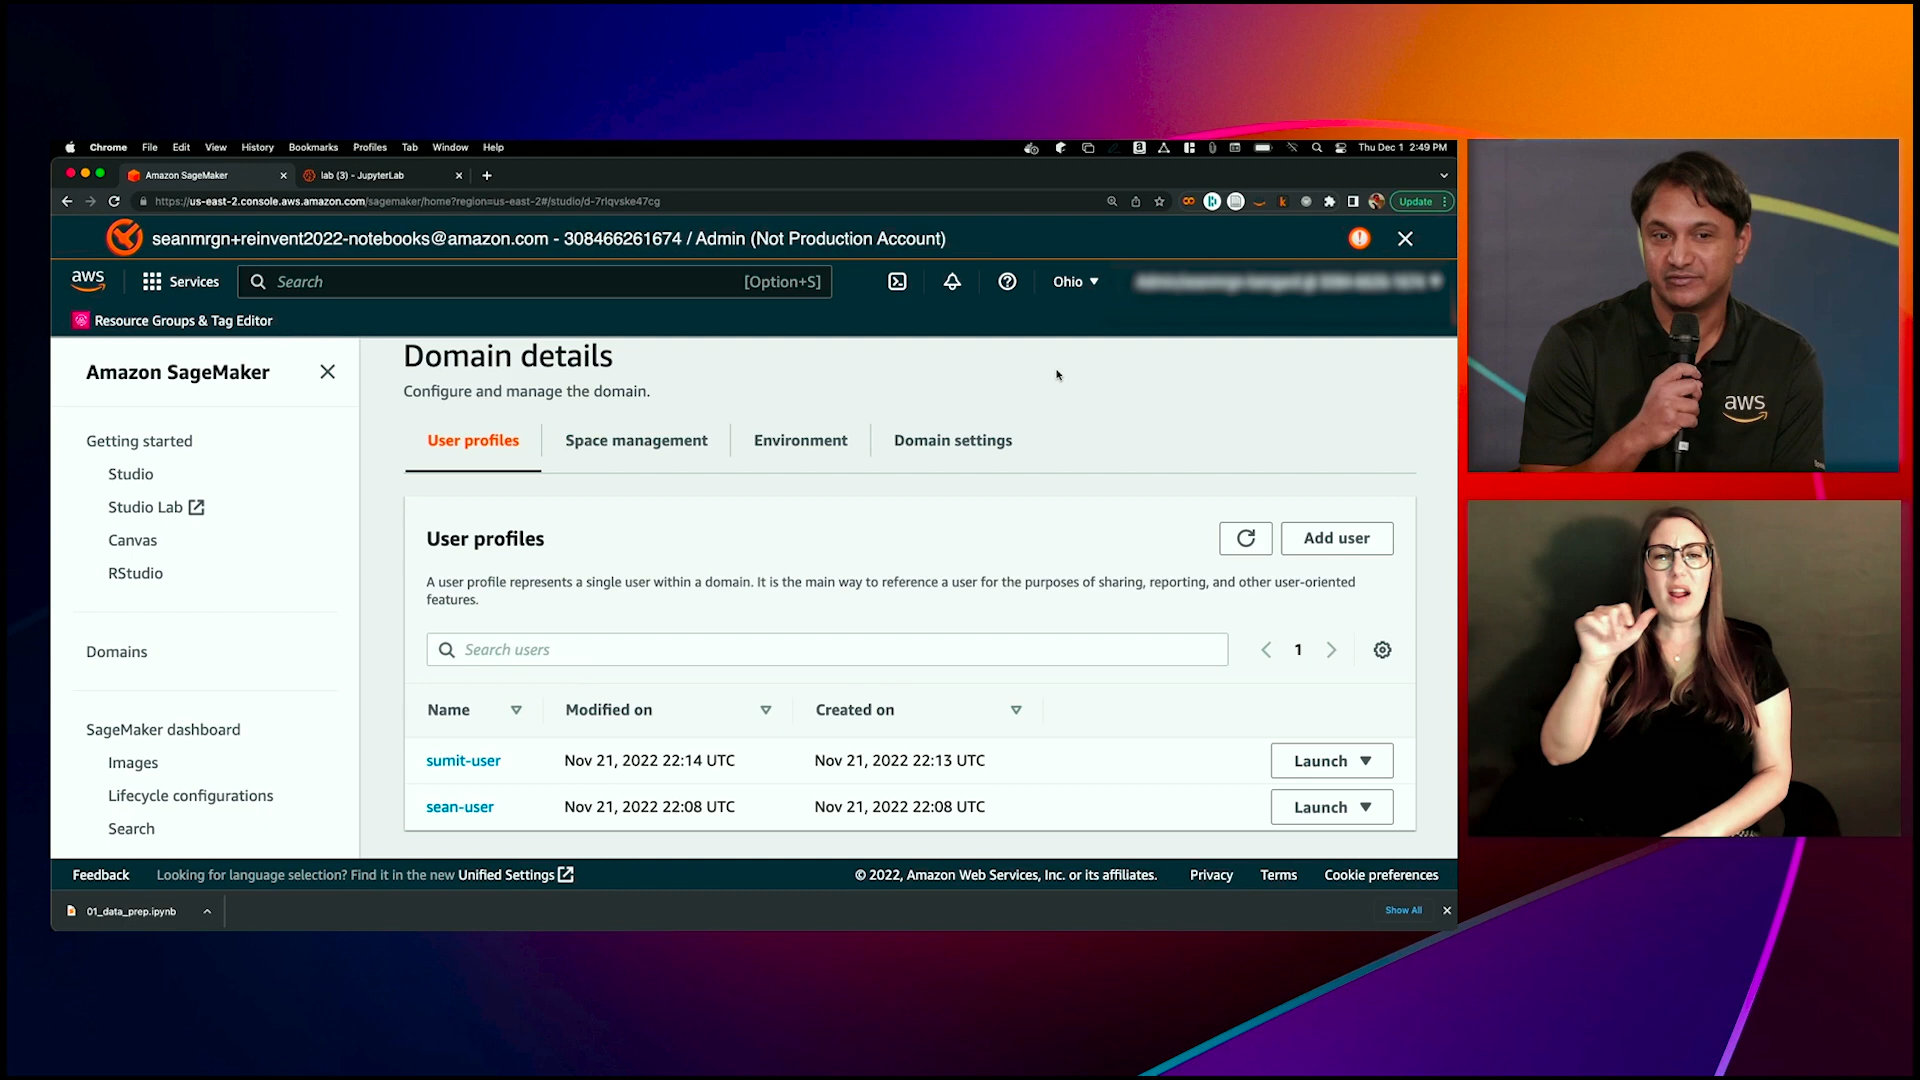 Chrome File Edit View History Bookmarks Profiles Tab Window Help
Thu Dec 1 2:49 PM
Amazon SageMaker
lab (3) - JupyterLab
https://us-east-2.console.aws.amazon.com/sagemaker/home?region=us-east-2#/studio/d-7rlqvske47cg
Update
seanmrgn+reinvent2022-notebooks@amazon.com - 308466261674 / Admin (Not Production Account)
aws
Services
Search
[Option+S]
Ohio
Resource Groups & Tag Editor
Amazon SageMaker
Getting started
Studio
Studio Lab
Canvas
RStudio
Domains
SageMaker dashboard
Images
Lifecycle configurations
Search
Domain details
Configure and manage the domain.
User profiles
Space management
Environment
Domain settings
User profiles
Add user
A user profile represents a single user within a domain. It is the main way to reference a user for the purposes of sharing, reporting, and other user-oriented
features.
Search users
1
Name
Modified on
Created on
sumit-user
Nov 21, 2022 22:14 UTC
Nov 21, 2022 22:13 UTC
Launch
sean-user
Nov 21, 2022 22:08 UTC
Nov 21, 2022 22:08 UTC
Launch
Feedback
Looking for language selection? Find it in the new Unified Settings
© 2022, Amazon Web Services, Inc. or its affiliates.
Privacy
Terms
Cookie preferences
01_data_prep.ipynb
Show All
aws